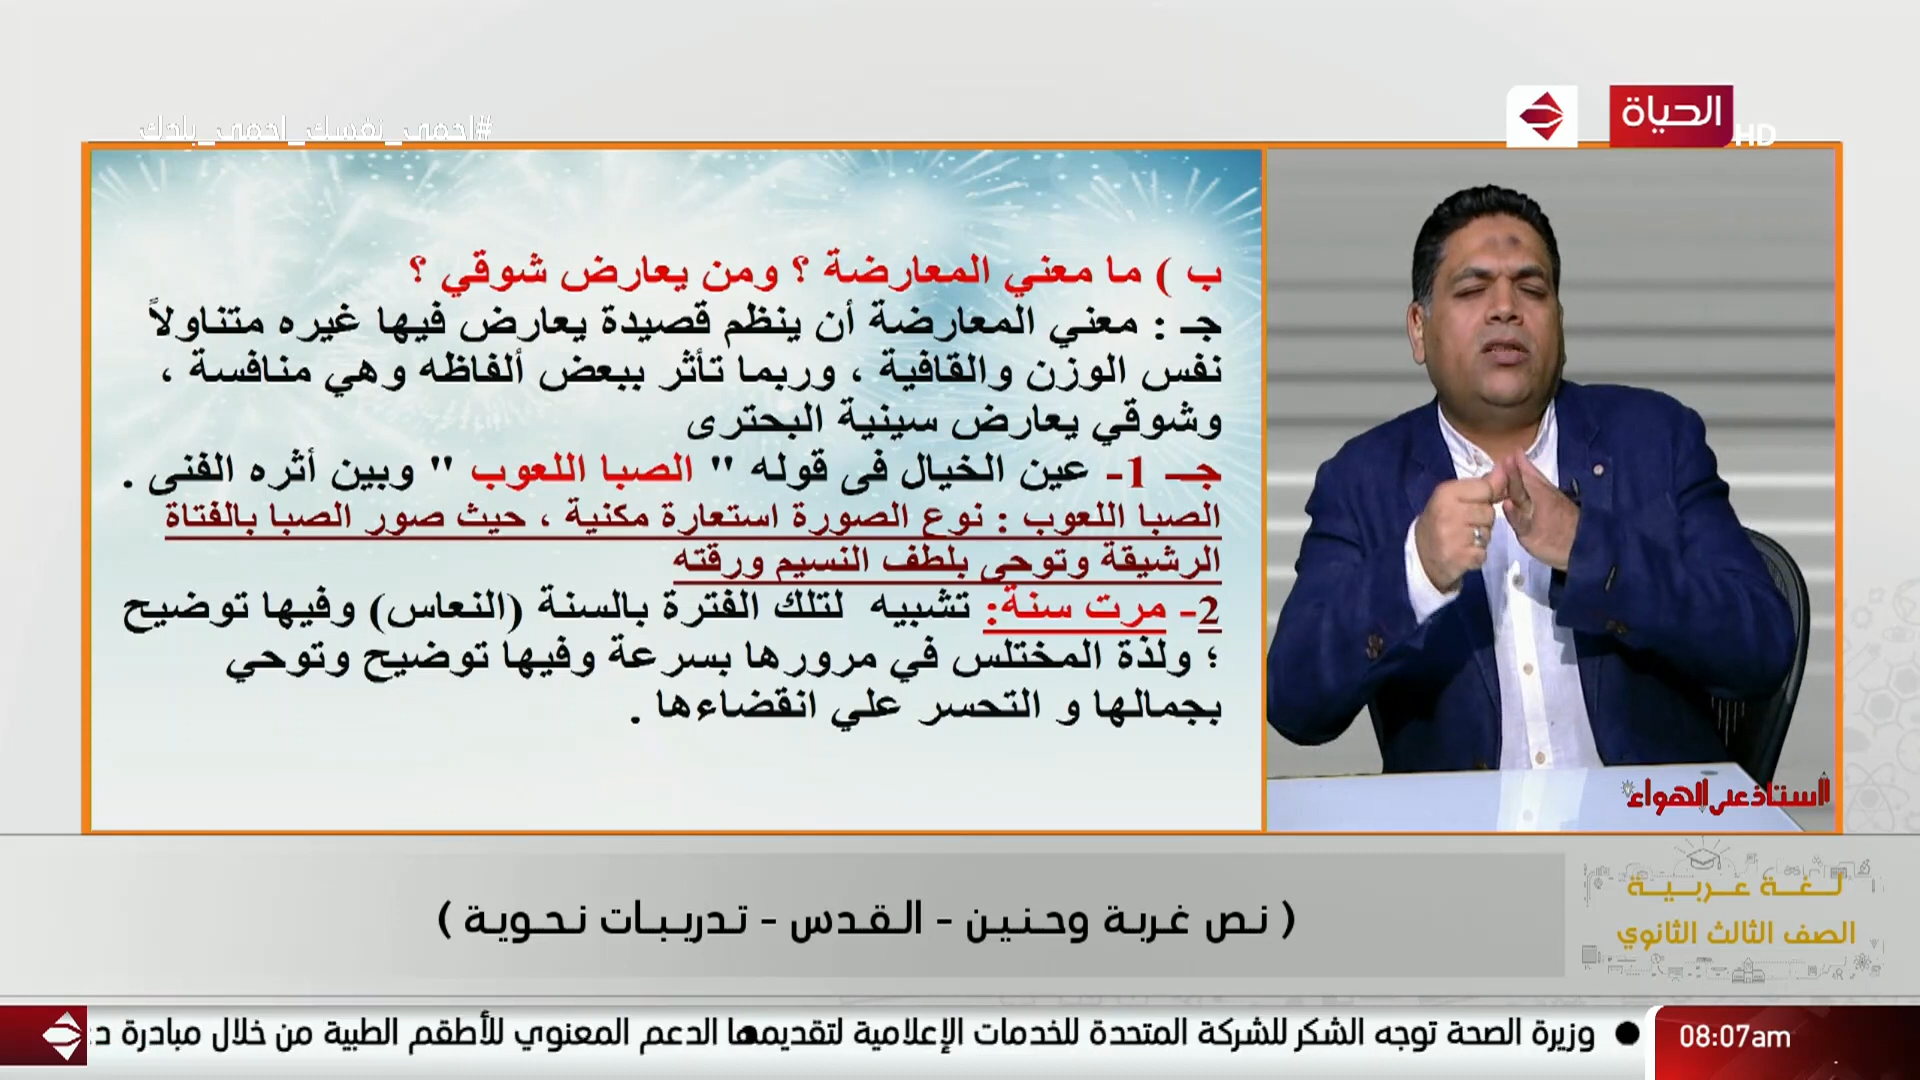 الحياة
HD
#احمي_نفسك_احمي_بلدك
ب ) ما معني المعارضة ؟ ومن يعارض شوقي ؟
جـ : معني المعارضة أن ينظم قصيدة يعارض فيها غيره متناولاً
نفس الوزن والقافية ، وربما تأثر ببعض ألفاظه وهي منافسة ،
وشوقي يعارض سينية البحترى
جـ 1- عين الخيال فى قوله " الصبا اللعوب " وبين أثره الفنى .
الصبا اللعوب : نوع الصورة استعارة مكنية ، حيث صور الصبا بالفتاة
الرشيقة وتوحى بلطف النسيم ورقته
2- مرت سنة: تشبيه لتلك الفترة بالسنة (النعاس) وفيها توضيح
؛ ولذة المختلس في مرورها بسرعة وفيها توضيح وتوحي
بجمالها و التحسر علي انقضاءها .
أستاذ على الهواء
لغة عربية
الصف الثالث الثانوي
( نص غربة وحنين - القدس - تدريبات نحوية )
08:07am
● وزيرة الصحة توجه الشكر للشركة المتحدة للخدمات الإعلامية لتقديمها الدعم المعنوي للأطقم الطبية من خلال مبادرة